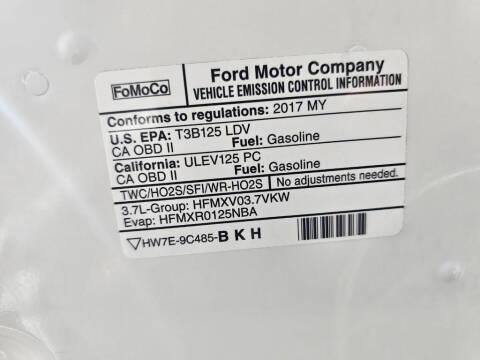 FoMoCo
Ford Motor Company
VEHICLE EMISSION CONTROL INFORMATION
Conforms to regulations: 2017 MY
U.S. EPA: T3B125 LDV
CA OBD II Fuel: Gasoline
California: ULEV125 PC
CA OBD II Fuel: Gasoline
TWC/HO2S/SFI/WR-HO2S No adjustments needed.
3.7L-Group: HFMXV03.7VKW
Evap: HFMXR0125NBA
HW7E-9C485-B K H